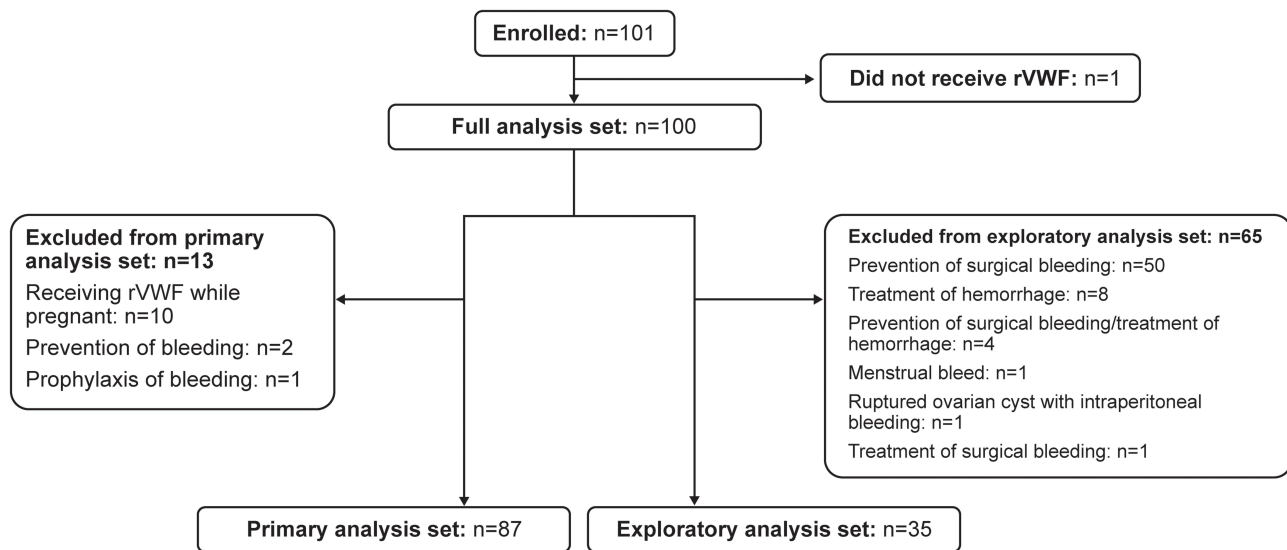 Enrolled: n=101
Did not receive rVWF: n=1
Full analysis set: n=100
Excluded from primary
analysis set: n=13
Receiving rVWF while
pregnant: n=10
Prevention of bleeding: n=2
Prophylaxis of bleeding: n=1
Excluded from exploratory analysis set: n=65
Prevention of surgical bleeding: n=50
Treatment of hemorrhage: n=8
Prevention of surgical bleeding/treatment of
hemorrhage: n=4
Menstrual bleed: n=1
Ruptured ovarian cyst with intraperitoneal
bleeding: n=1
Treatment of surgical bleeding: n=1
Primary analysis set: n=87
Exploratory analysis set: n=35